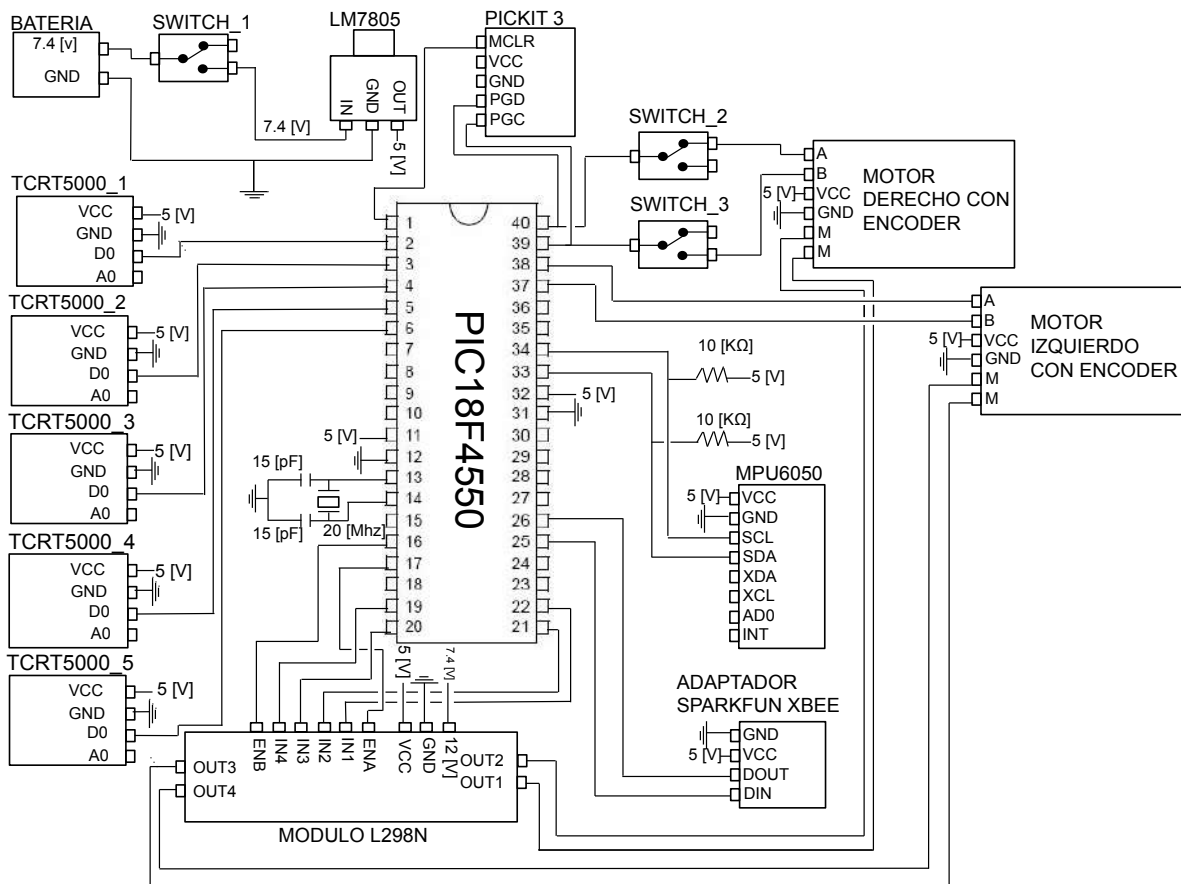 BATERIA
7.4 [v]
GND
SWITCH_1
7.4 [V]
LM7805
IN
GND
OUT
5 [V]
PICKIT 3
MCLR
VCC
GND
PGD
PGC
SWITCH_2
SWITCH_3
A
B
5 [V]
VCC
GND
M
M
MOTOR
DERECHO CON
ENCODER
A
B
5 [V]
VCC
GND
M
M
MOTOR
IZQUIERDO
CON ENCODER
TCRT5000_1
VCC
5 [V]
GND
D0
A0
TCRT5000_2
VCC
5 [V]
GND
D0
A0
TCRT5000_3
VCC
5 [V]
GND
D0
A0
TCRT5000_4
VCC
5 [V]
GND
D0
A0
TCRT5000_5
VCC
5 [V]
GND
D0
A0
PIC18F4550
1
2
3
4
5
6
7
8
9
10
11
12
13
14
15
16
17
18
19
20
40
39
38
37
36
35
34
33
32
31
30
29
28
27
26
25
24
23
22
21
5 [V]
15 [pF]
15 [pF]
20 [Mhz]
5 [V]
10 [KΩ]
5 [V]
10 [KΩ]
5 [V]
MPU6050
5 [V]
VCC
GND
SCL
SDA
XDA
XCL
AD0
INT
ADAPTADOR
SPARKFUN XBEE
GND
5 [V]
VCC
DOUT
DIN
5 [V]
7.4 [V]
ENB
IN4
IN3
IN2
IN1
ENA
VCC
GND
12 [V]
OUT3
OUT4
OUT2
OUT1
MODULO L298N